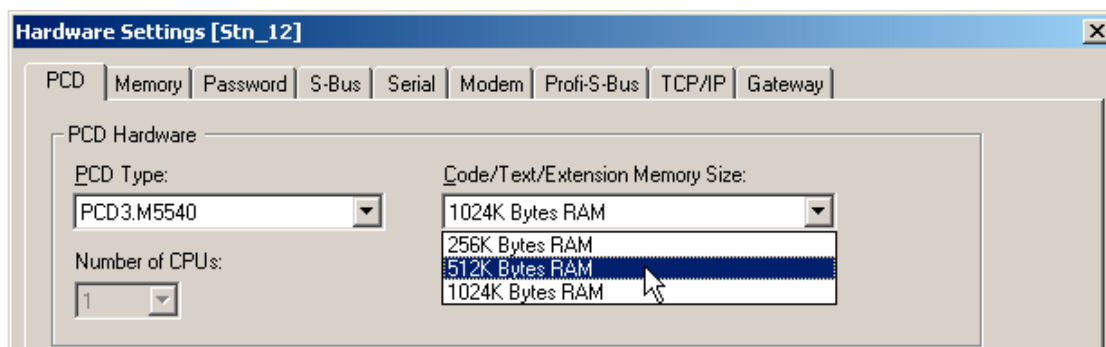 Hardware Settings [Stn_12]
PCD Memory Password S-Bus Serial Modem Profi-S-Bus TCP/IP Gateway
PCD Hardware
PCD Type: Code/Text/Extension Memory Size:
PCD3.M5540 1024K Bytes RAM
256K Bytes RAM
Number of CPUs: 512K Bytes RAM
1 1024K Bytes RAM